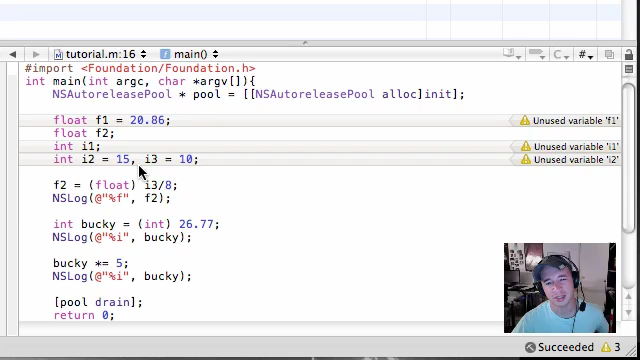 tutorial.m:16 main() C #
#import <Foundation/Foundation.h>
int main(int argc, char *argv[]){
NSAutoreleasePool * pool = [[NSAutoreleasePool alloc]init];
float f1 = 20.86; Unused variable 'f1'
float f2;
int i1; Unused variable 'i1'
int i2 = 15, i3 = 10; Unused variable 'i2'
f2 = (float) i3/8;
NSLog(@"%f", f2);
int bucky = (int) 26.77;
NSLog(@"%i", bucky);
bucky *= 5;
NSLog(@"%i", bucky);
[pool drain];
return 0;
Succeeded 3